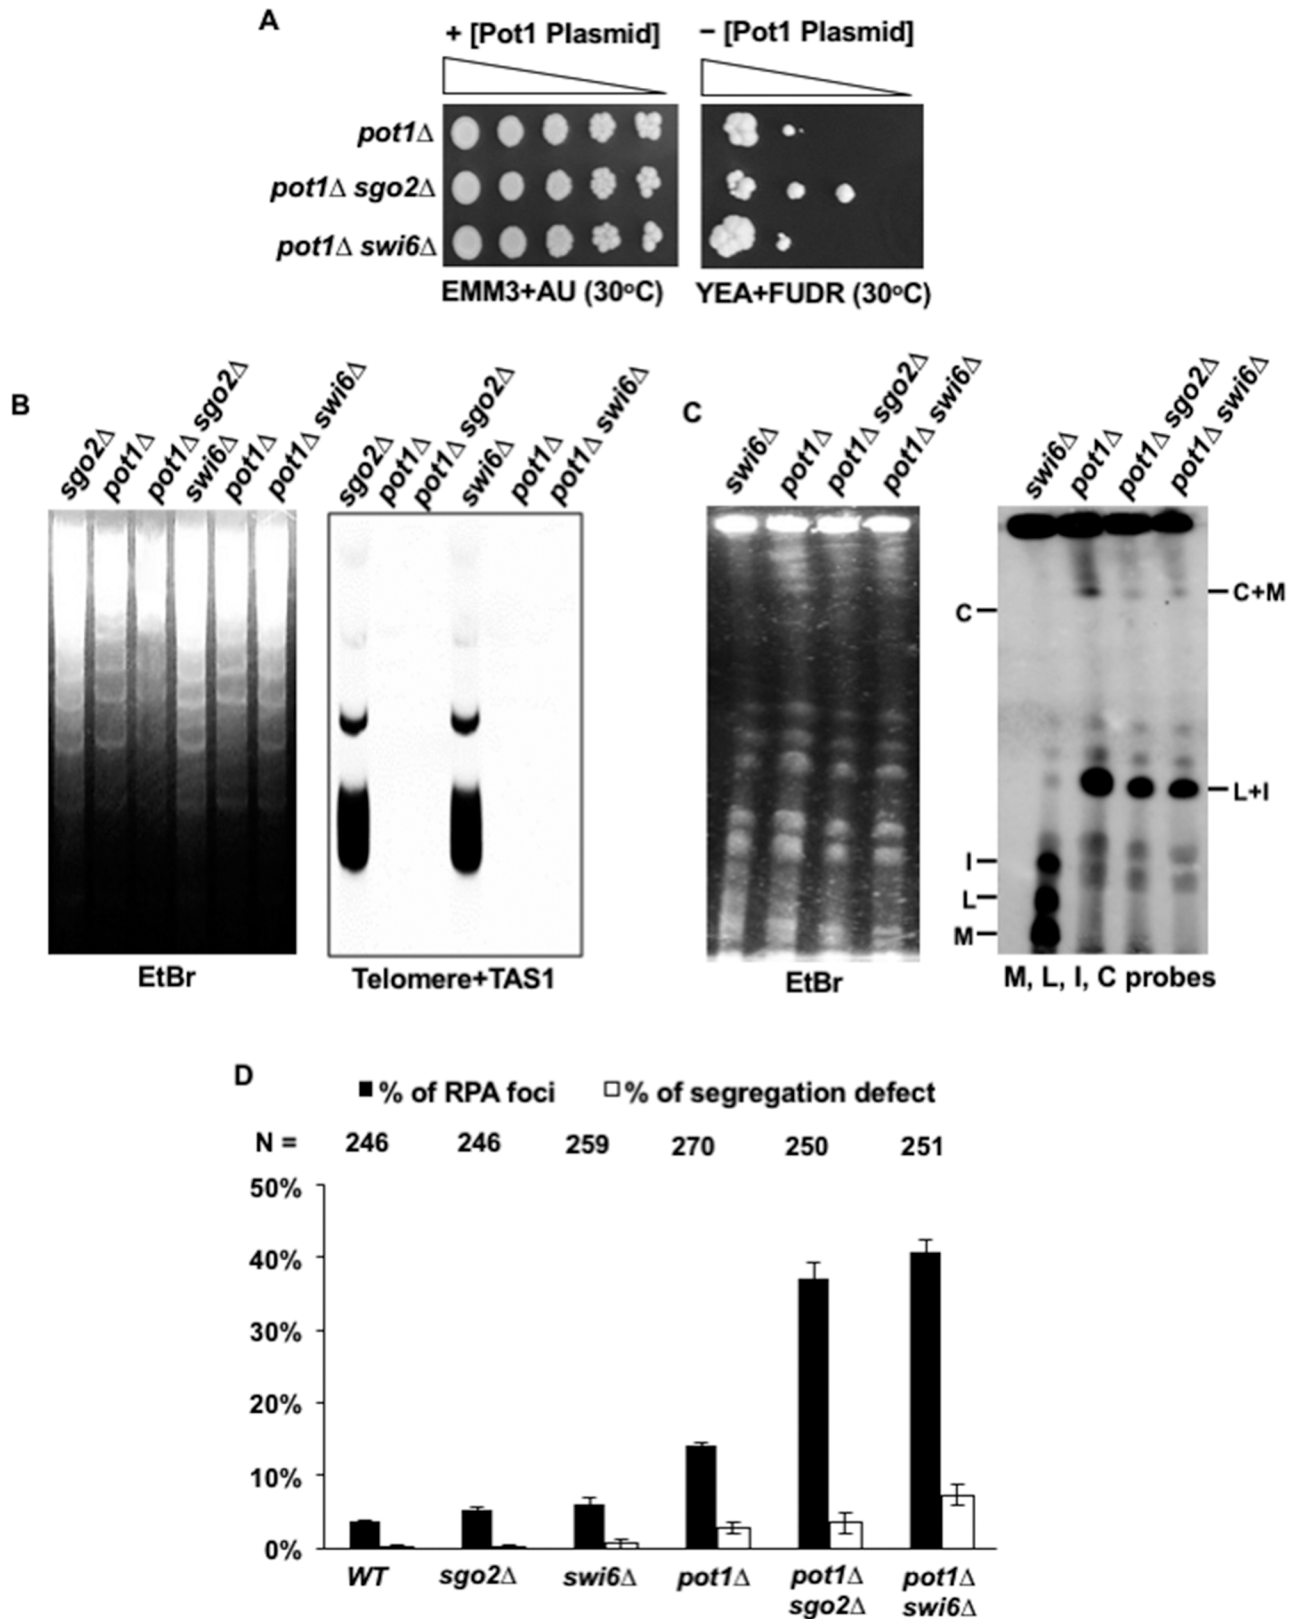 A
+ [Pot1 Plasmid] − [Pot1 Plasmid]
pot1Δ
pot1Δ sgo2Δ
pot1Δ swi6Δ
EMM3+AU (30°C) YEA+FUDR (30°C)
B
sgo2Δ pot1Δ pot1Δ sgo2Δ swi6Δ pot1Δ pot1Δ swi6Δ
sgo2Δ pot1Δ pot1Δ sgo2Δ swi6Δ pot1Δ pot1Δ swi6Δ
EtBr Telomere+TAS1
C
swi6Δ pot1Δ pot1Δ sgo2Δ pot1Δ swi6Δ
swi6Δ pot1Δ pot1Δ sgo2Δ pot1Δ swi6Δ
C
C+M
L+I
I
L
M
EtBr M, L, I, C probes
D
% of RPA foci % of segregation defect
N = 246 246 259 270 250 251
50%
40%
30%
20%
10%
0%
WT sgo2Δ swi6Δ pot1Δ pot1Δ pot1Δ
sgo2Δ swi6Δ